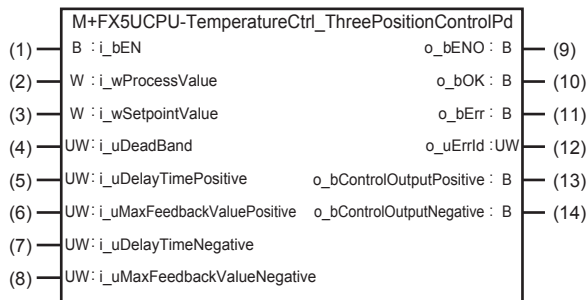 M+FX5UCPU-TemperatureCtrl_ThreePositionControlPd
(1) B : i_bEN o_bENO : B (9)
(2) W : i_wProcessValue o_bOK : B (10)
(3) W : i_wSetpointValue o_bErr : B (11)
(4) UW: i_uDeadBand o_uErrId :UW (12)
(5) UW: i_uDelayTimePositive o_bControlOutputPositive : B (13)
(6) UW: i_uMaxFeedbackValuePositive o_bControlOutputNegative : B (14)
(7) UW: i_uDelayTimeNegative
(8) UW: i_uMaxFeedbackValueNegative